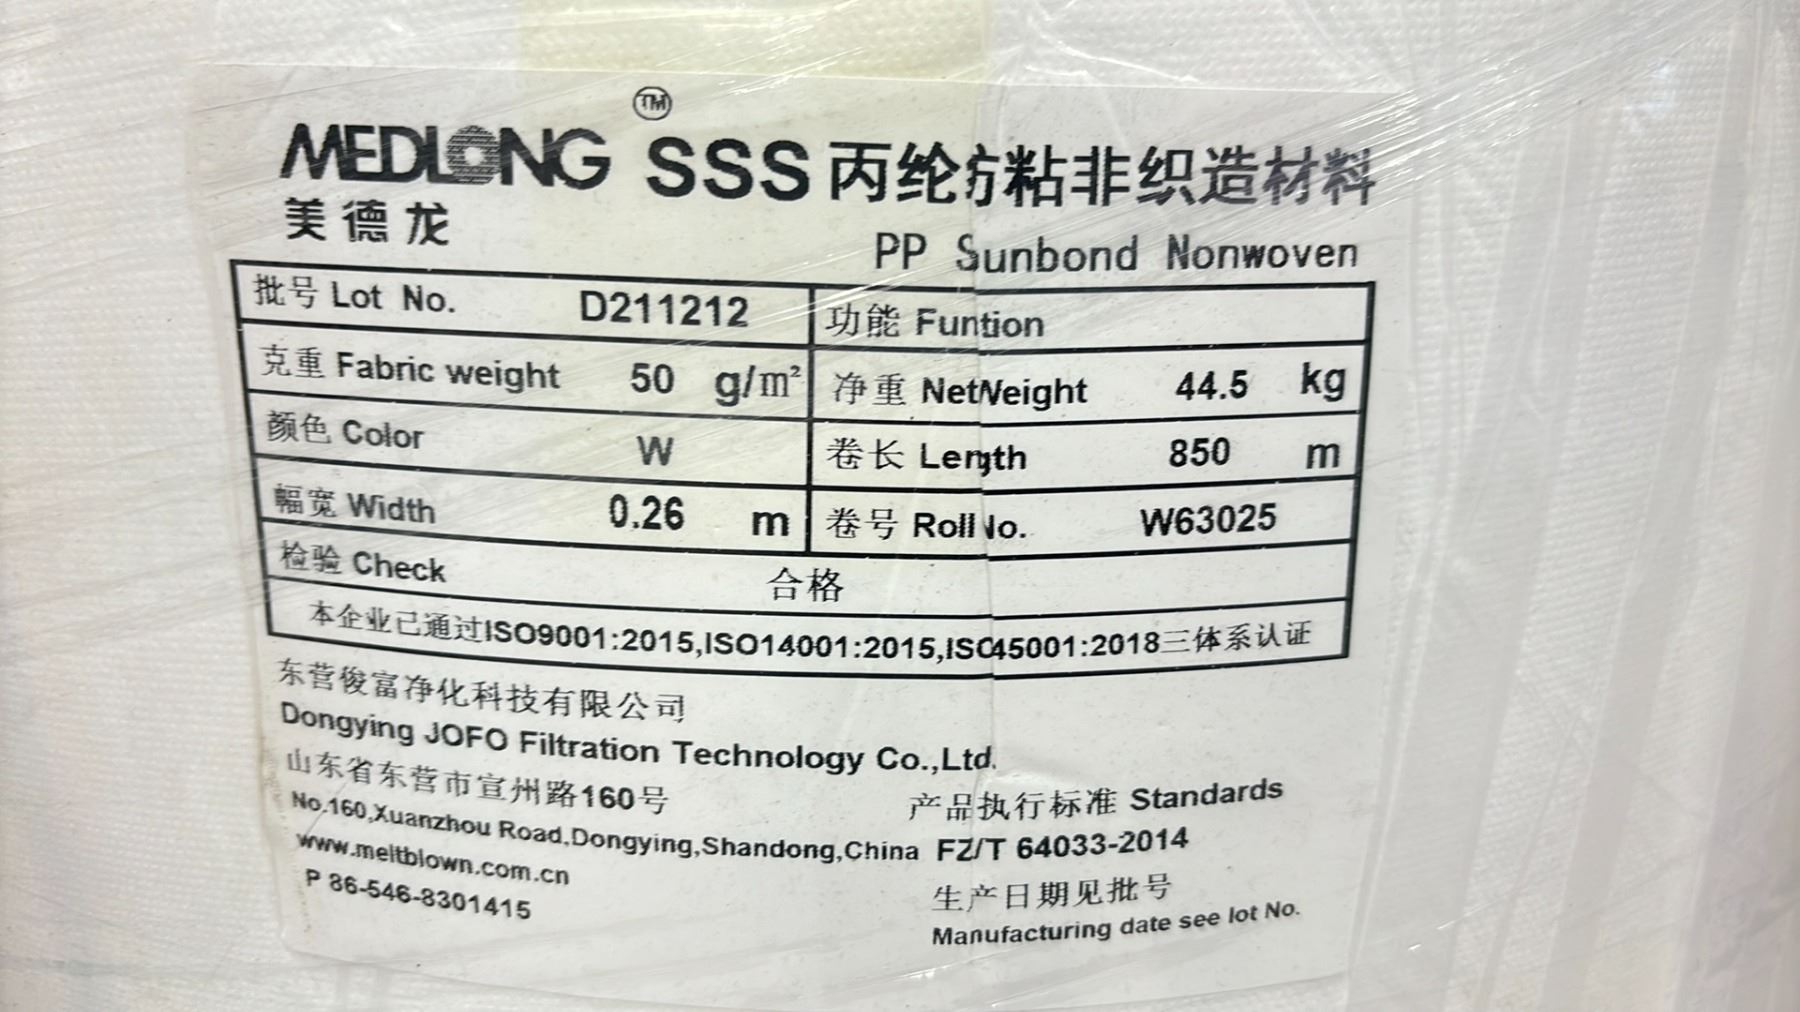 TM
MEDLONG SSS 丙纶纺粘非织造材料
美德龙
PP Sunbond Nonwoven
批号 Lot No. D211212 功能 Funtion
克重 Fabric weight 50 g/m² 净重 NetWeight 44.5 kg
颜色 Color W 卷长 Length 850 m
幅宽 Width 0.26 m 卷号 Roll No. W63025
检验 Check 合格
本企业已通过ISO9001:2015,ISO14001:2015,ISO45001:2018三体系认证
东营俊富净化科技有限公司
Dongying JOFO Filtration Technology Co.,Ltd.
山东省东营市宣州路160号
No.160,Xuanzhou Road,Dongying,Shandong,China
www.meltblown.com.cn
P 86-546-8301415
产品执行标准 Standards
FZ/T 64033-2014
生产日期见批号
Manufacturing date see lot No.